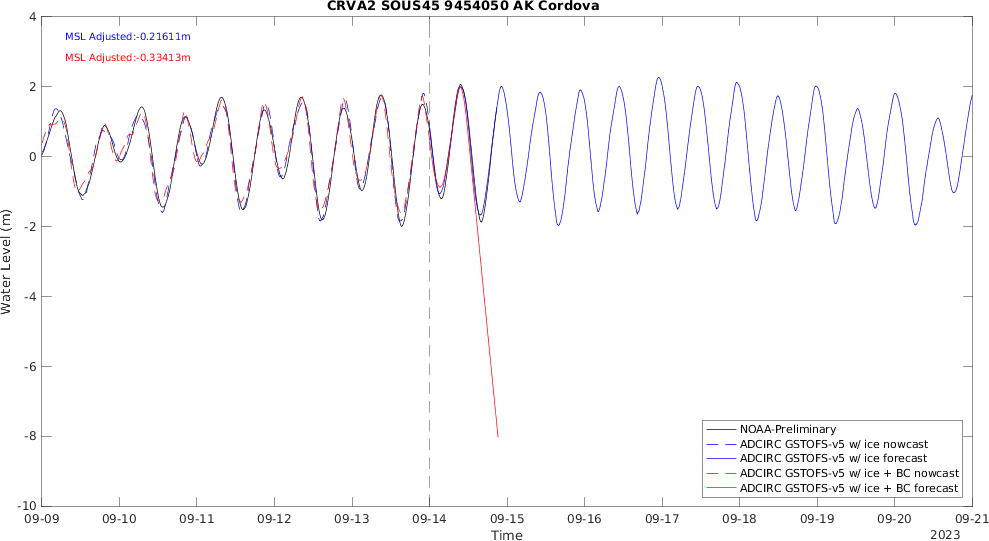 CRVA2 SOUS45 9454050 AK Cordova
MSL Adjusted:-0.21611m
MSL Adjusted:-0.33413m
4
2
0
-2
-4
-6
-8
-10
Water Level (m)
NOAA-Preliminary
ADCIRC GSTOFS-v5 w/ ice nowcast
ADCIRC GSTOFS-v5 w/ ice forecast
ADCIRC GSTOFS-v5 w/ ice + BC nowcast
ADCIRC GSTOFS-v5 w/ ice + BC forecast
09-09 09-10 09-11 09-12 09-13 09-14 09-15 09-16 09-17 09-18 09-19 09-20 09-21
Time
2023